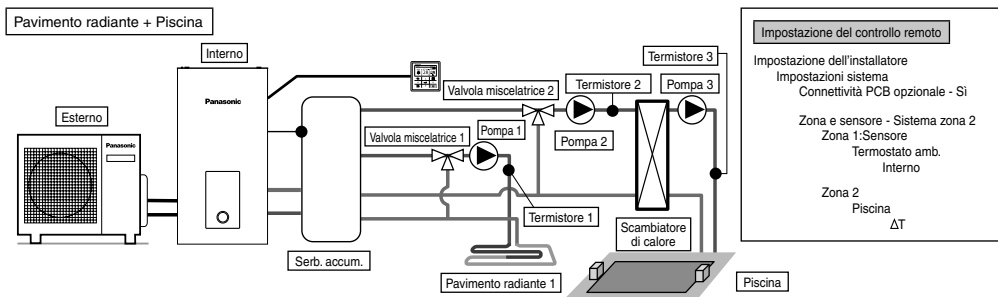 Pavimento radiante + Piscina
Interno
Esterno
Panasonic
Panasonic
Valvola miscelatrice 2
Termistore 2
Termistore 3
Pompa 3
Valvola miscelatrice 1
Pompa 1
Pompa 2
Termistore 1
Serb. accum.
Pavimento radiante 1
Scambiatore
di calore
Piscina
Impostazione del controllo remoto
Impostazione dell'installatore
Impostazioni sistema
Connettività PCB opzionale - Sì
Zona e sensore - Sistema zona 2
Zona 1:Sensore
Termostato amb.
Interno
Zona 2
Piscina
ΔT